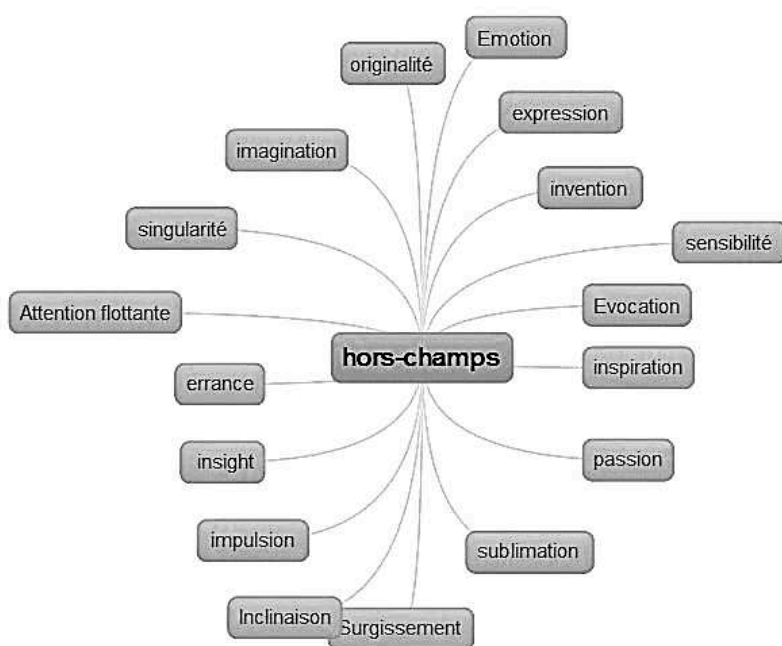 Emotion
originalité
expression
imagination
invention
singularité
sensibilité
Attention flottante
Evocation
hors-champs
inspiration
errance
insight
passion
impulsion
sublimation
Inclinaison
Surgissement